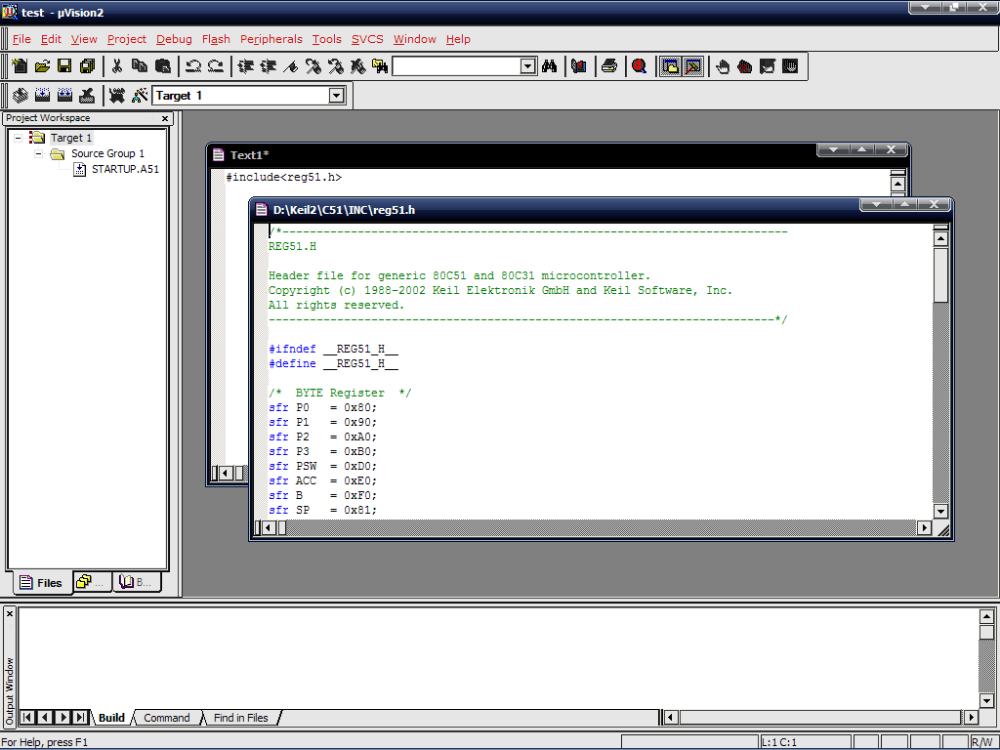 test - µVision2
File Edit View Project Debug Flash Peripherals Tools SVCS Window Help
Target 1
Project Workspace
Target 1
Source Group 1
STARTUP.A51
Text1*
#include<reg51.h>
D:\Keil2\C51\INC\reg51.h
/*--------------------------------------------------------------------------
REG51.H
Header file for generic 80C51 and 80C31 microcontroller.
Copyright (c) 1988-2002 Keil Elektronik GmbH and Keil Software, Inc.
All rights reserved.
--------------------------------------------------------------------------*/
#ifndef __REG51_H__
#define __REG51_H__
/*  BYTE Register  */
sfr P0   = 0x80;
sfr P1   = 0x90;
sfr P2   = 0xA0;
sfr P3   = 0xB0;
sfr PSW  = 0xD0;
sfr ACC  = 0xE0;
sfr B    = 0xF0;
sfr SP   = 0x81;
Files ... B...
Output Window
Build Command Find in Files
For Help, press F1
L:1 C:1
R/W